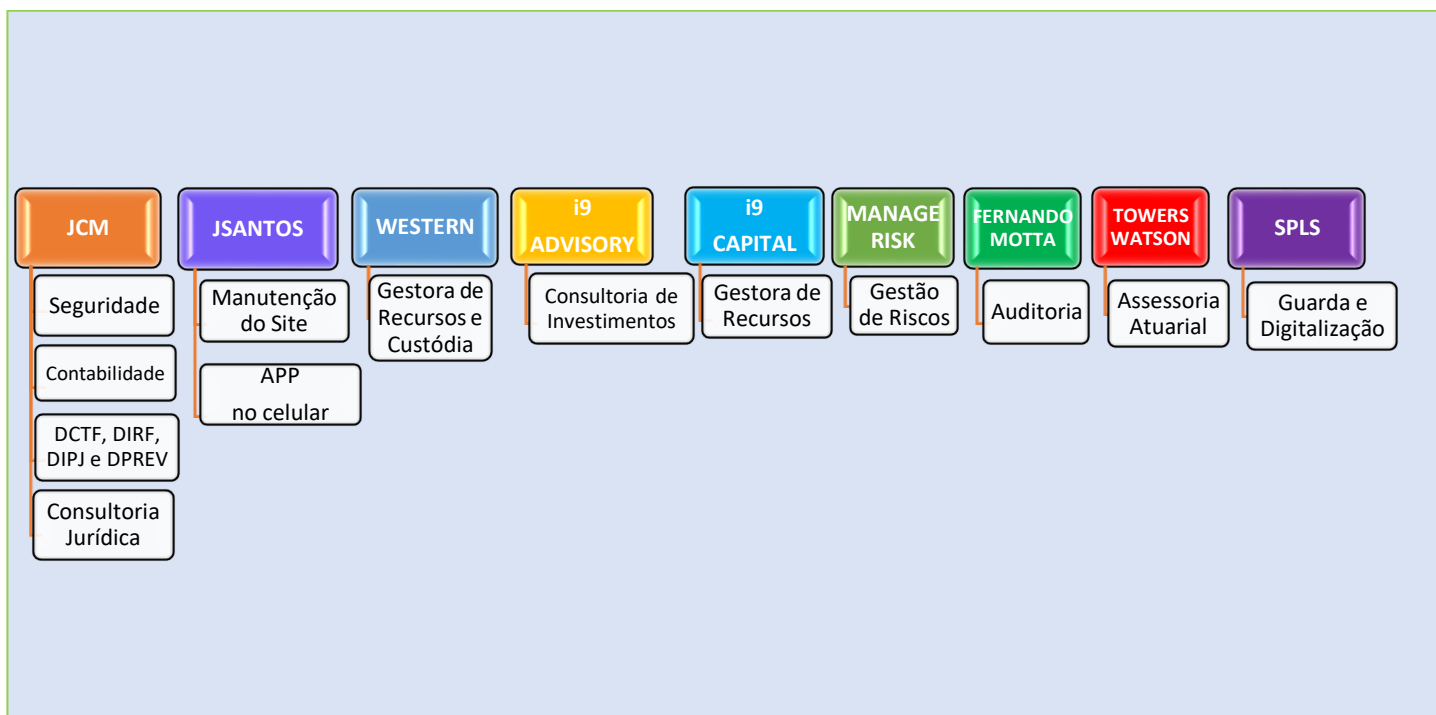 JCM
Seguridade
Contabilidade
DCTF, DIRF,
DIPJ e DPREV
Consultoria
Jurídica
JSANTOS
Manutenção
do Site
APP
no celular
WESTERN
Gestora de
Recursos e
Custódia
i9
ADVISORY
Consultoria de
Investimentos
i9
CAPITAL
Gestora de
Recursos
MANAGE
RISK
Gestão
de Riscos
FERNANDO
MOTTA
Auditoria
TOWERS
WATSON
Assessoria
Atuarial
SPLS
Guarda e
Digitalização